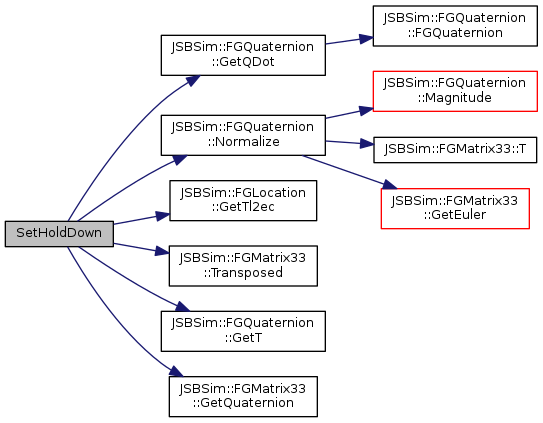 SetHoldDown
JSBSim::FGQuaternion
::GetQDot
JSBSim::FGQuaternion
::FGQuaternion
JSBSim::FGQuaternion
::Normalize
JSBSim::FGQuaternion
::Magnitude
JSBSim::FGMatrix33::T
JSBSim::FGMatrix33
::GetEuler
JSBSim::FGLocation
::GetTl2ec
JSBSim::FGMatrix33
::Transposed
JSBSim::FGQuaternion
::GetT
JSBSim::FGMatrix33
::GetQuaternion